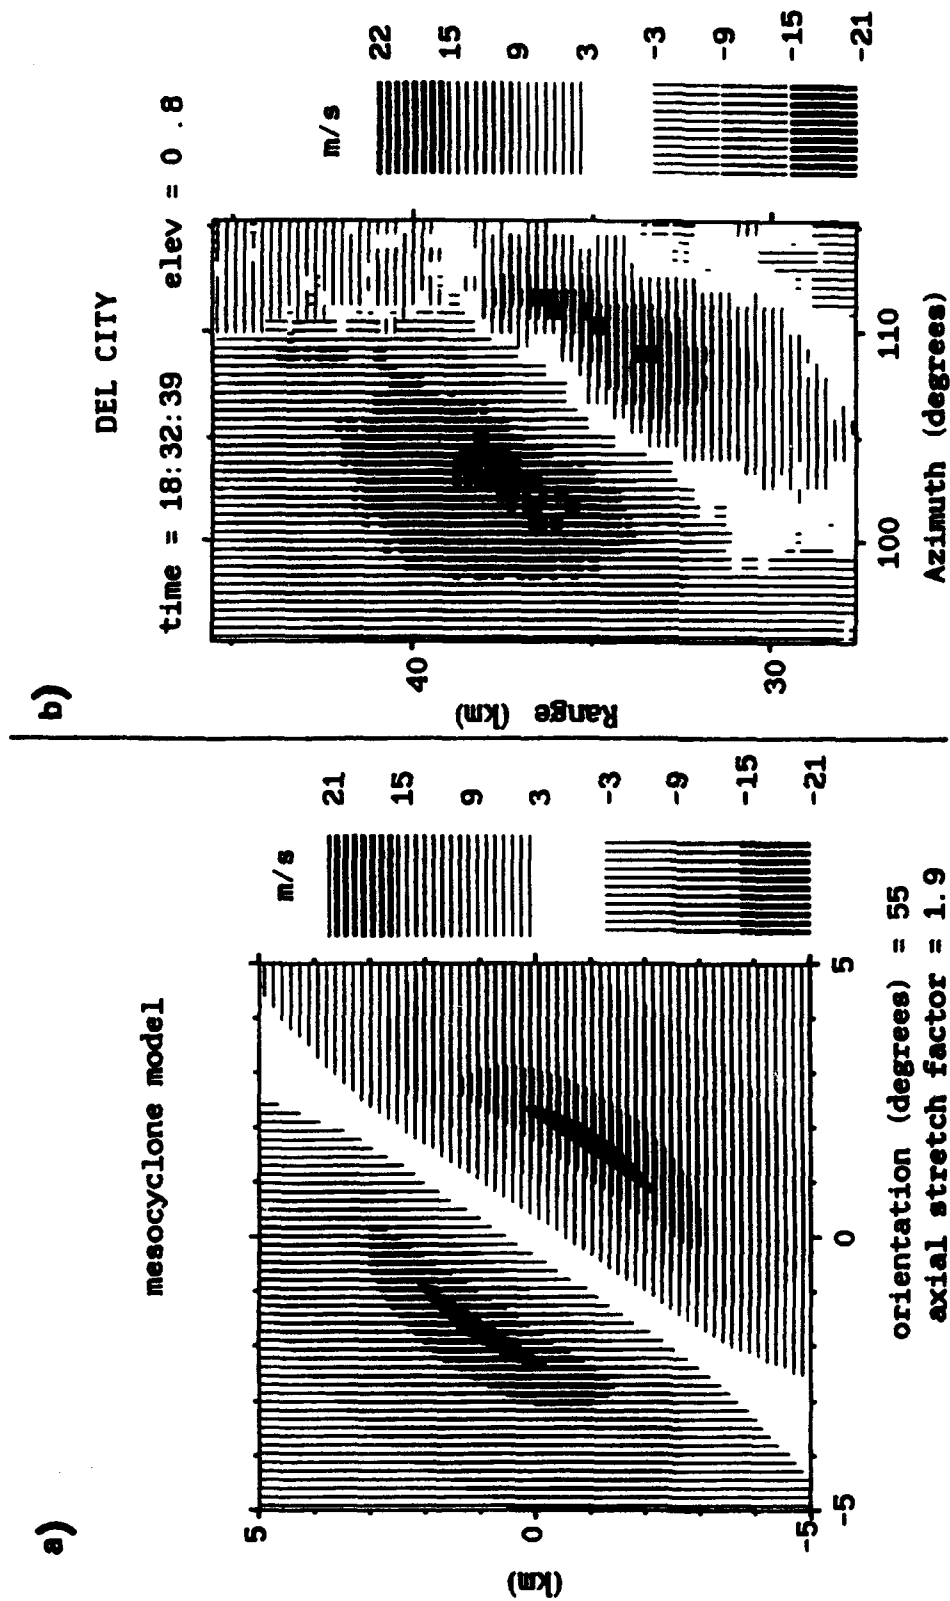 a)
mesocyclone model
m/s
21
15
9
3
-3
-9
-15
-21
5
0
-5
(km)
-5
0
5
orientation (degrees) = 55
axial stretch factor = 1.9
b)
DEL CITY
time = 18:32:39 elev = 0 .8
m/s
22
15
9
3
-3
-9
-15
-21
40
30
Range (km)
100
110
Azimuth (degrees)